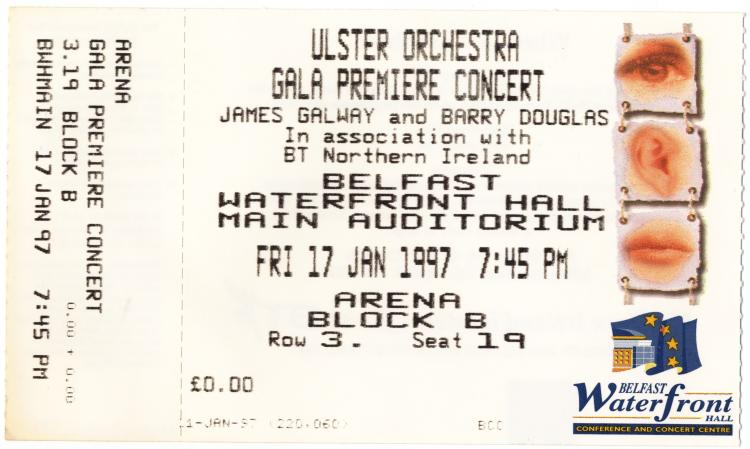 ARENA
GALA PREMIERE CONCERT
3.19 BLOCK B
0.00 + 0.00
BWHMAIN 17 JAN 97 7:45 PM
ULSTER ORCHESTRA
GALA PREMIERE CONCERT
JAMES GALWAY and BARRY DOUGLAS
In association with
BT Northern Ireland
BELFAST
WATERFRONT HALL
MAIN AUDITORIUM
FRI 17 JAN 1997 7:45 PM
ARENA
BLOCK B
Row 3. Seat 19
£0.00
1-JAN-97 (220,060)
BELFAST
Waterfront
HALL
CONFERENCE AND CONCERT CENTRE